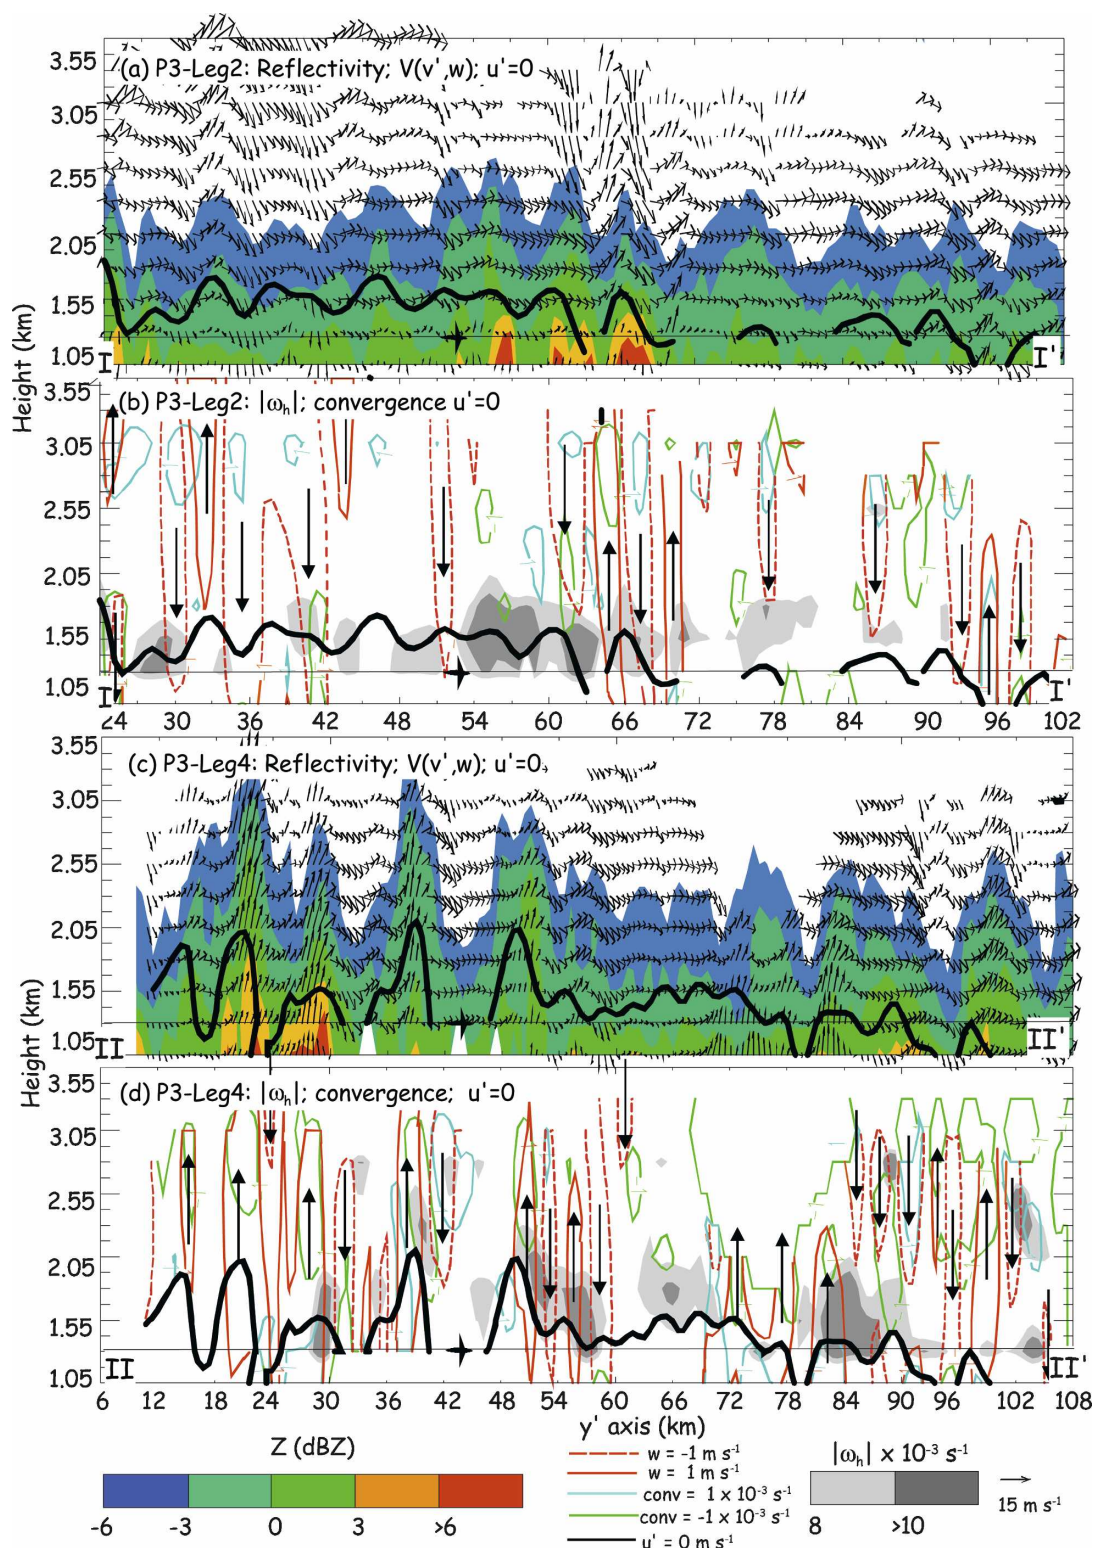 Height (km)
3.55
3.05
2.55
2.05
1.55
1.05
(a) P3-Leg2: Reflectivity; V(v',w); u'=0
I
I'
3.55
3.05
2.55
2.05
1.55
1.05
(b) P3-Leg2: |ωh|; convergence u'=0
I
I'
24 30 36 42 48 54 60 66 72 78 84 90 96 102
Height (km)
3.55
3.05
2.55
2.05
1.55
1.05
(c) P3-Leg4: Reflectivity; V(v',w); u'=0
II
II'
3.55
3.05
2.55
2.05
1.55
1.05
(d) P3-Leg4: |ωh|; convergence; u'=0
II
II'
6 12 18 24 30 36 42 48 54 60 66 72 78 84 90 96 102 108
y' axis (km)
Z (dBZ)
-6 -3 0 3 >6
w = -1 m s⁻¹
w = 1 m s⁻¹
conv = 1 x 10⁻³ s⁻¹
conv = -1 x 10⁻³ s⁻¹
u' = 0 m s⁻¹
|ωh| x 10⁻³ s⁻¹
8 >10
15 m s⁻¹